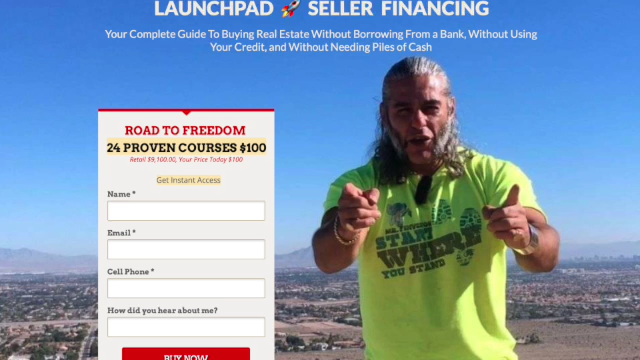 LAUNCHPAD 🚀 SELLER FINANCING
Your Complete Guide To Buying Real Estate Without Borrowing From a Bank, Without Using
Your Credit, and Without Needing Piles of Cash
ROAD TO FREEDOM
24 PROVEN COURSES $100
Retail $9,100.00, Your Price Today $100
Get Instant Access
Name *
Email *
Cell Phone *
How did you hear about me?
BUY NOW
START
WHERE
YOU STAND